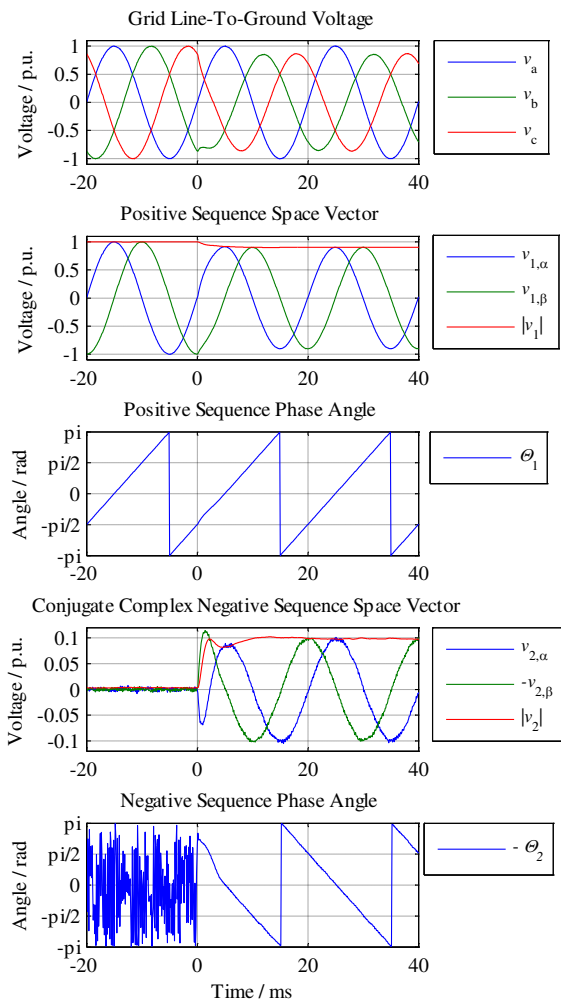 Grid Line-To-Ground Voltage
Voltage / p.u.
1
0.5
0
-0.5
-1
-20
0
20
40
v_a
v_b
v_c
Positive Sequence Space Vector
Voltage / p.u.
1
0.5
0
-0.5
-1
-20
0
20
40
v_1,α
v_1,β
|v_1|
Positive Sequence Phase Angle
Angle / rad
pi
pi/2
0
-pi/2
-pi
-20
0
20
40
Θ_1
Conjugate Complex Negative Sequence Space Vector
Voltage / p.u.
0.1
0.05
0
-0.05
-0.1
-20
0
20
40
v_2,α
-v_2,β
|v_2|
Negative Sequence Phase Angle
Angle / rad
pi
pi/2
0
-pi/2
-pi
-20
0
20
40
Time / ms
- Θ_2